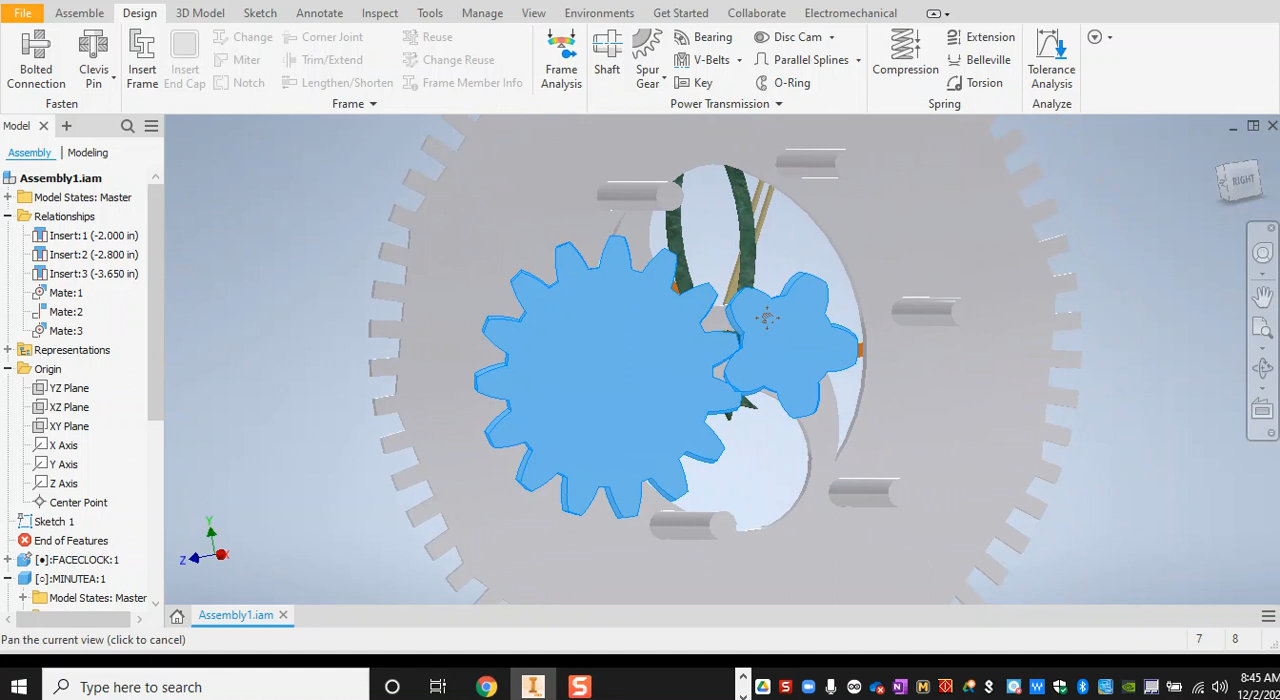 File Assemble Design 3D Model Sketch Annotate Inspect Tools Manage View Environments Get Started Collaborate Electromechanical
Bolted Connection
Clevis Pin
Insert Frame
Insert End Cap
Change
Miter
Notch
Corner Joint
Trim/Extend
Lengthen/Shorten
Reuse
Change Reuse
Frame Member Info
Frame Analysis
Shaft
Spur Gear
Bearing
V-Belts
Key
Disc Cam
Parallel Splines
O-Ring
Compression
Extension
Belleville
Torsion
Tolerance Analysis
Fasten
Frame
Power Transmission
Spring
Analyze
Model
Assembly Modeling
Assembly1.iam
Model States: Master
Relationships
Insert:1 (-2.000 in)
Insert:2 (-2.800 in)
Insert:3 (-3.650 in)
Mate:1
Mate:2
Mate:3
Representations
Origin
YZ Plane
XZ Plane
XY Plane
X Axis
Y Axis
Z Axis
Center Point
Sketch 1
End of Features
[●]:FACECLOCK:1
[○]:MINUTEA:1
Model States: Master
RIGHT
Y
Z
X
Assembly1.iam
Pan the current view (click to cancel)
7 8
Type here to search
8:45 AM
12/2/202